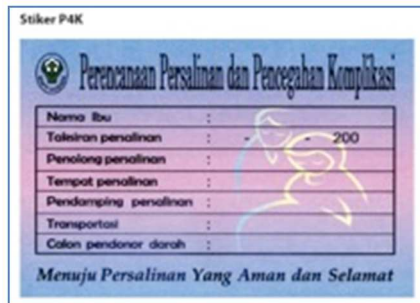 Stiker P4K
Perencanaan Persalinan dan Pencegahan Komplikasi
Nama Ibu :
Taksiran persalinan : - - 200
Penolong persalinan :
Tempat persalinan :
Pendamping persalinan :
Transportasi :
Calon pendonor darah :
Menuju Persalinan Yang Aman dan Selamat